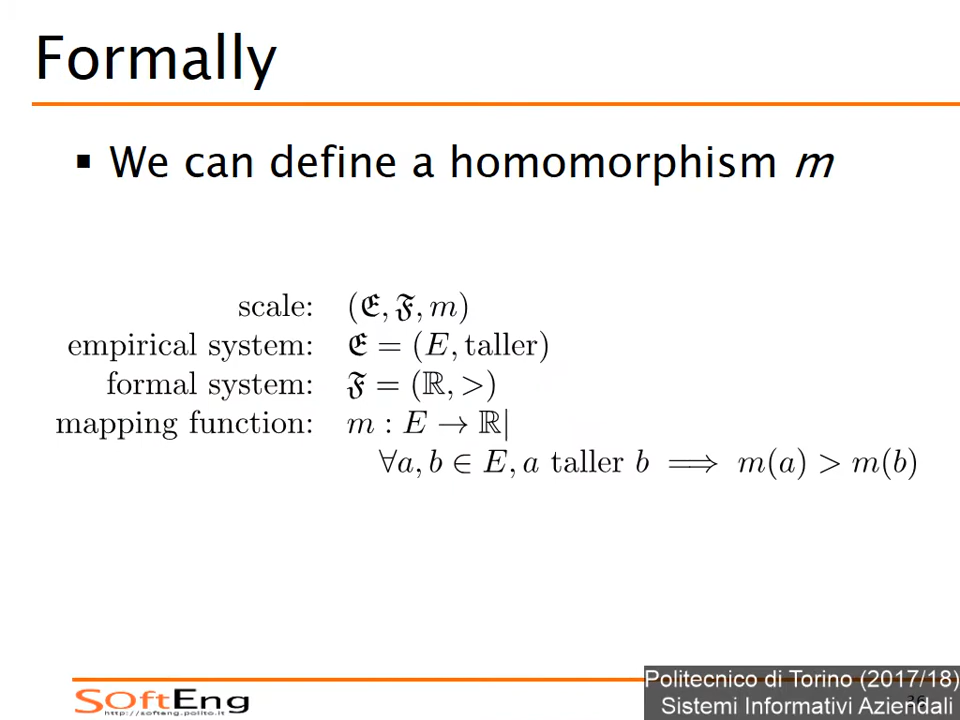 Formally
▪ We can define a homomorphism m
scale: (𝔈, 𝔉, m)
empirical system: 𝔈 = (E, taller)
formal system: 𝔉 = (ℝ, >)
mapping function: m : E → ℝ|
∀a, b ∈ E, a taller b ⟹ m(a) > m(b)
SOftEng
http://softeng.polito.it
Politecnico di Torino (2017/18)
Sistemi Informativi Aziendali